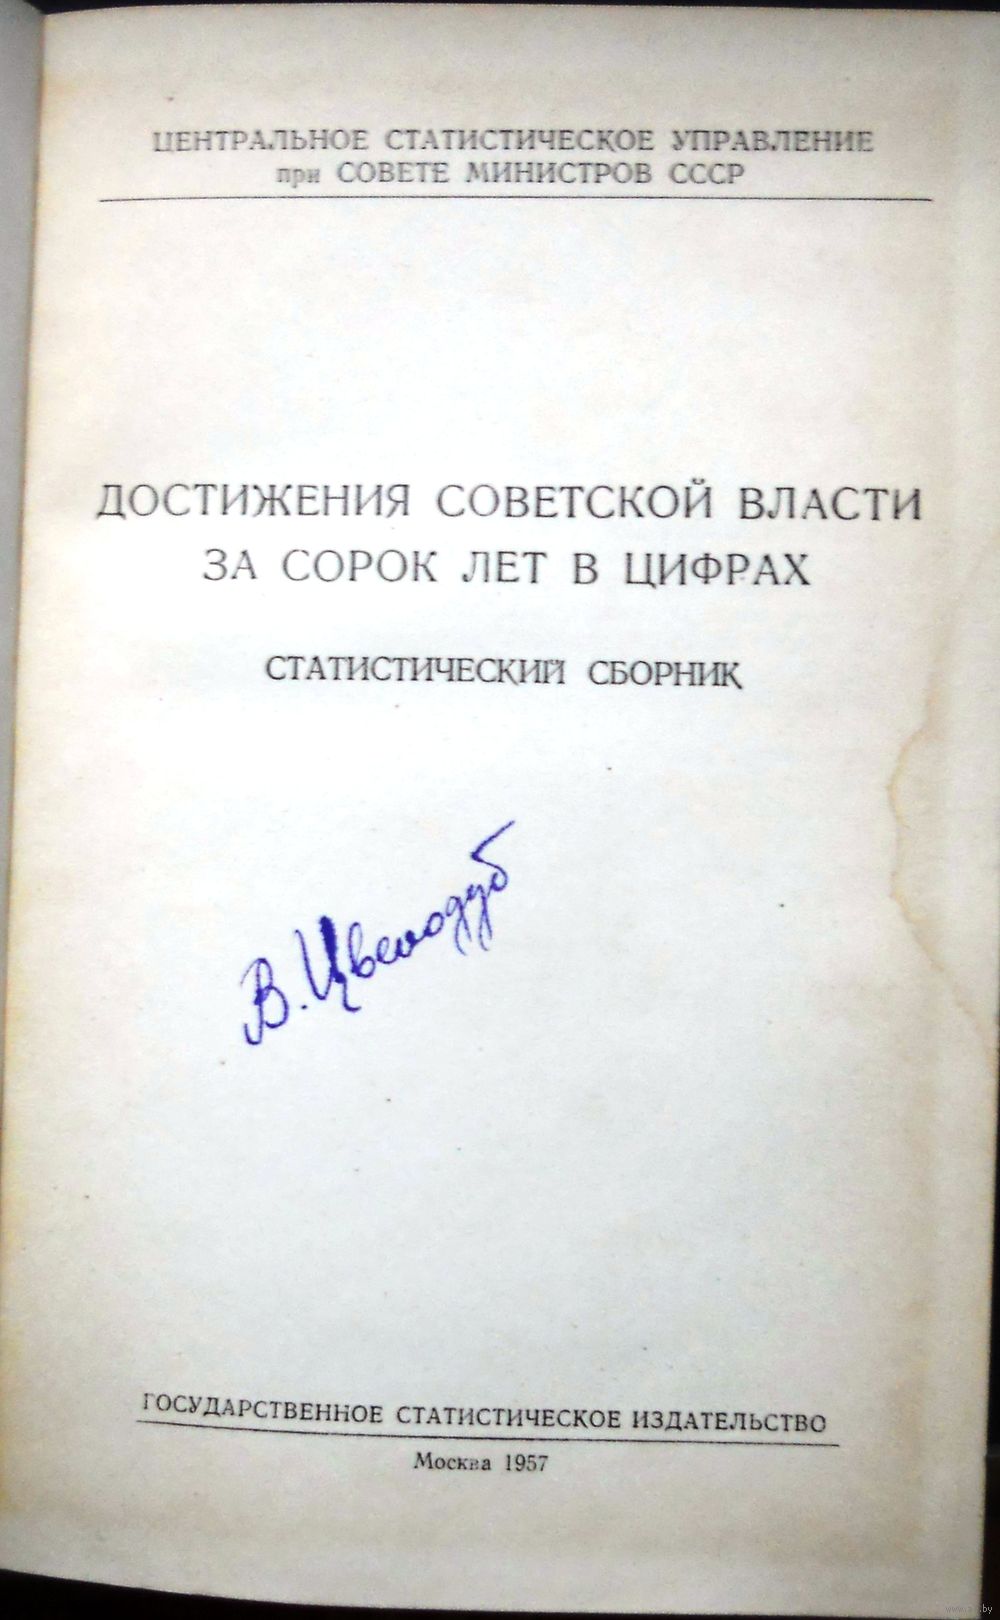 ЦЕНТРАЛЬНОЕ СТАТИСТИЧЕСКОЕ УПРАВЛЕНИЕ
при СОВЕТЕ МИНИСТРОВ СССР
ДОСТИЖЕНИЯ СОВЕТСКОЙ ВЛАСТИ
ЗА СОРОК ЛЕТ В ЦИФРАХ
СТАТИСТИЧЕСКИЙ СБОРНИК
В.
ГОСУДАРСТВЕННОЕ СТАТИСТИЧЕСКОЕ ИЗДАТЕЛЬСТВО
Москва 1957